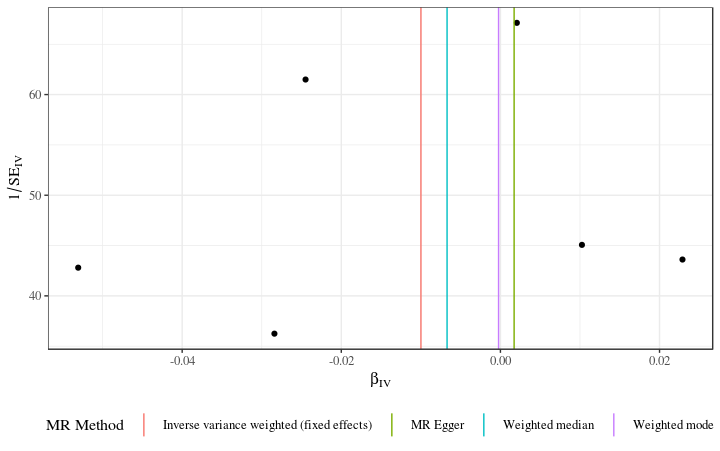 1/SE_IV
60
50
40
-0.04 -0.02 0.00 0.02
β_IV
MR Method Inverse variance weighted (fixed effects) MR Egger Weighted median Weighted mode